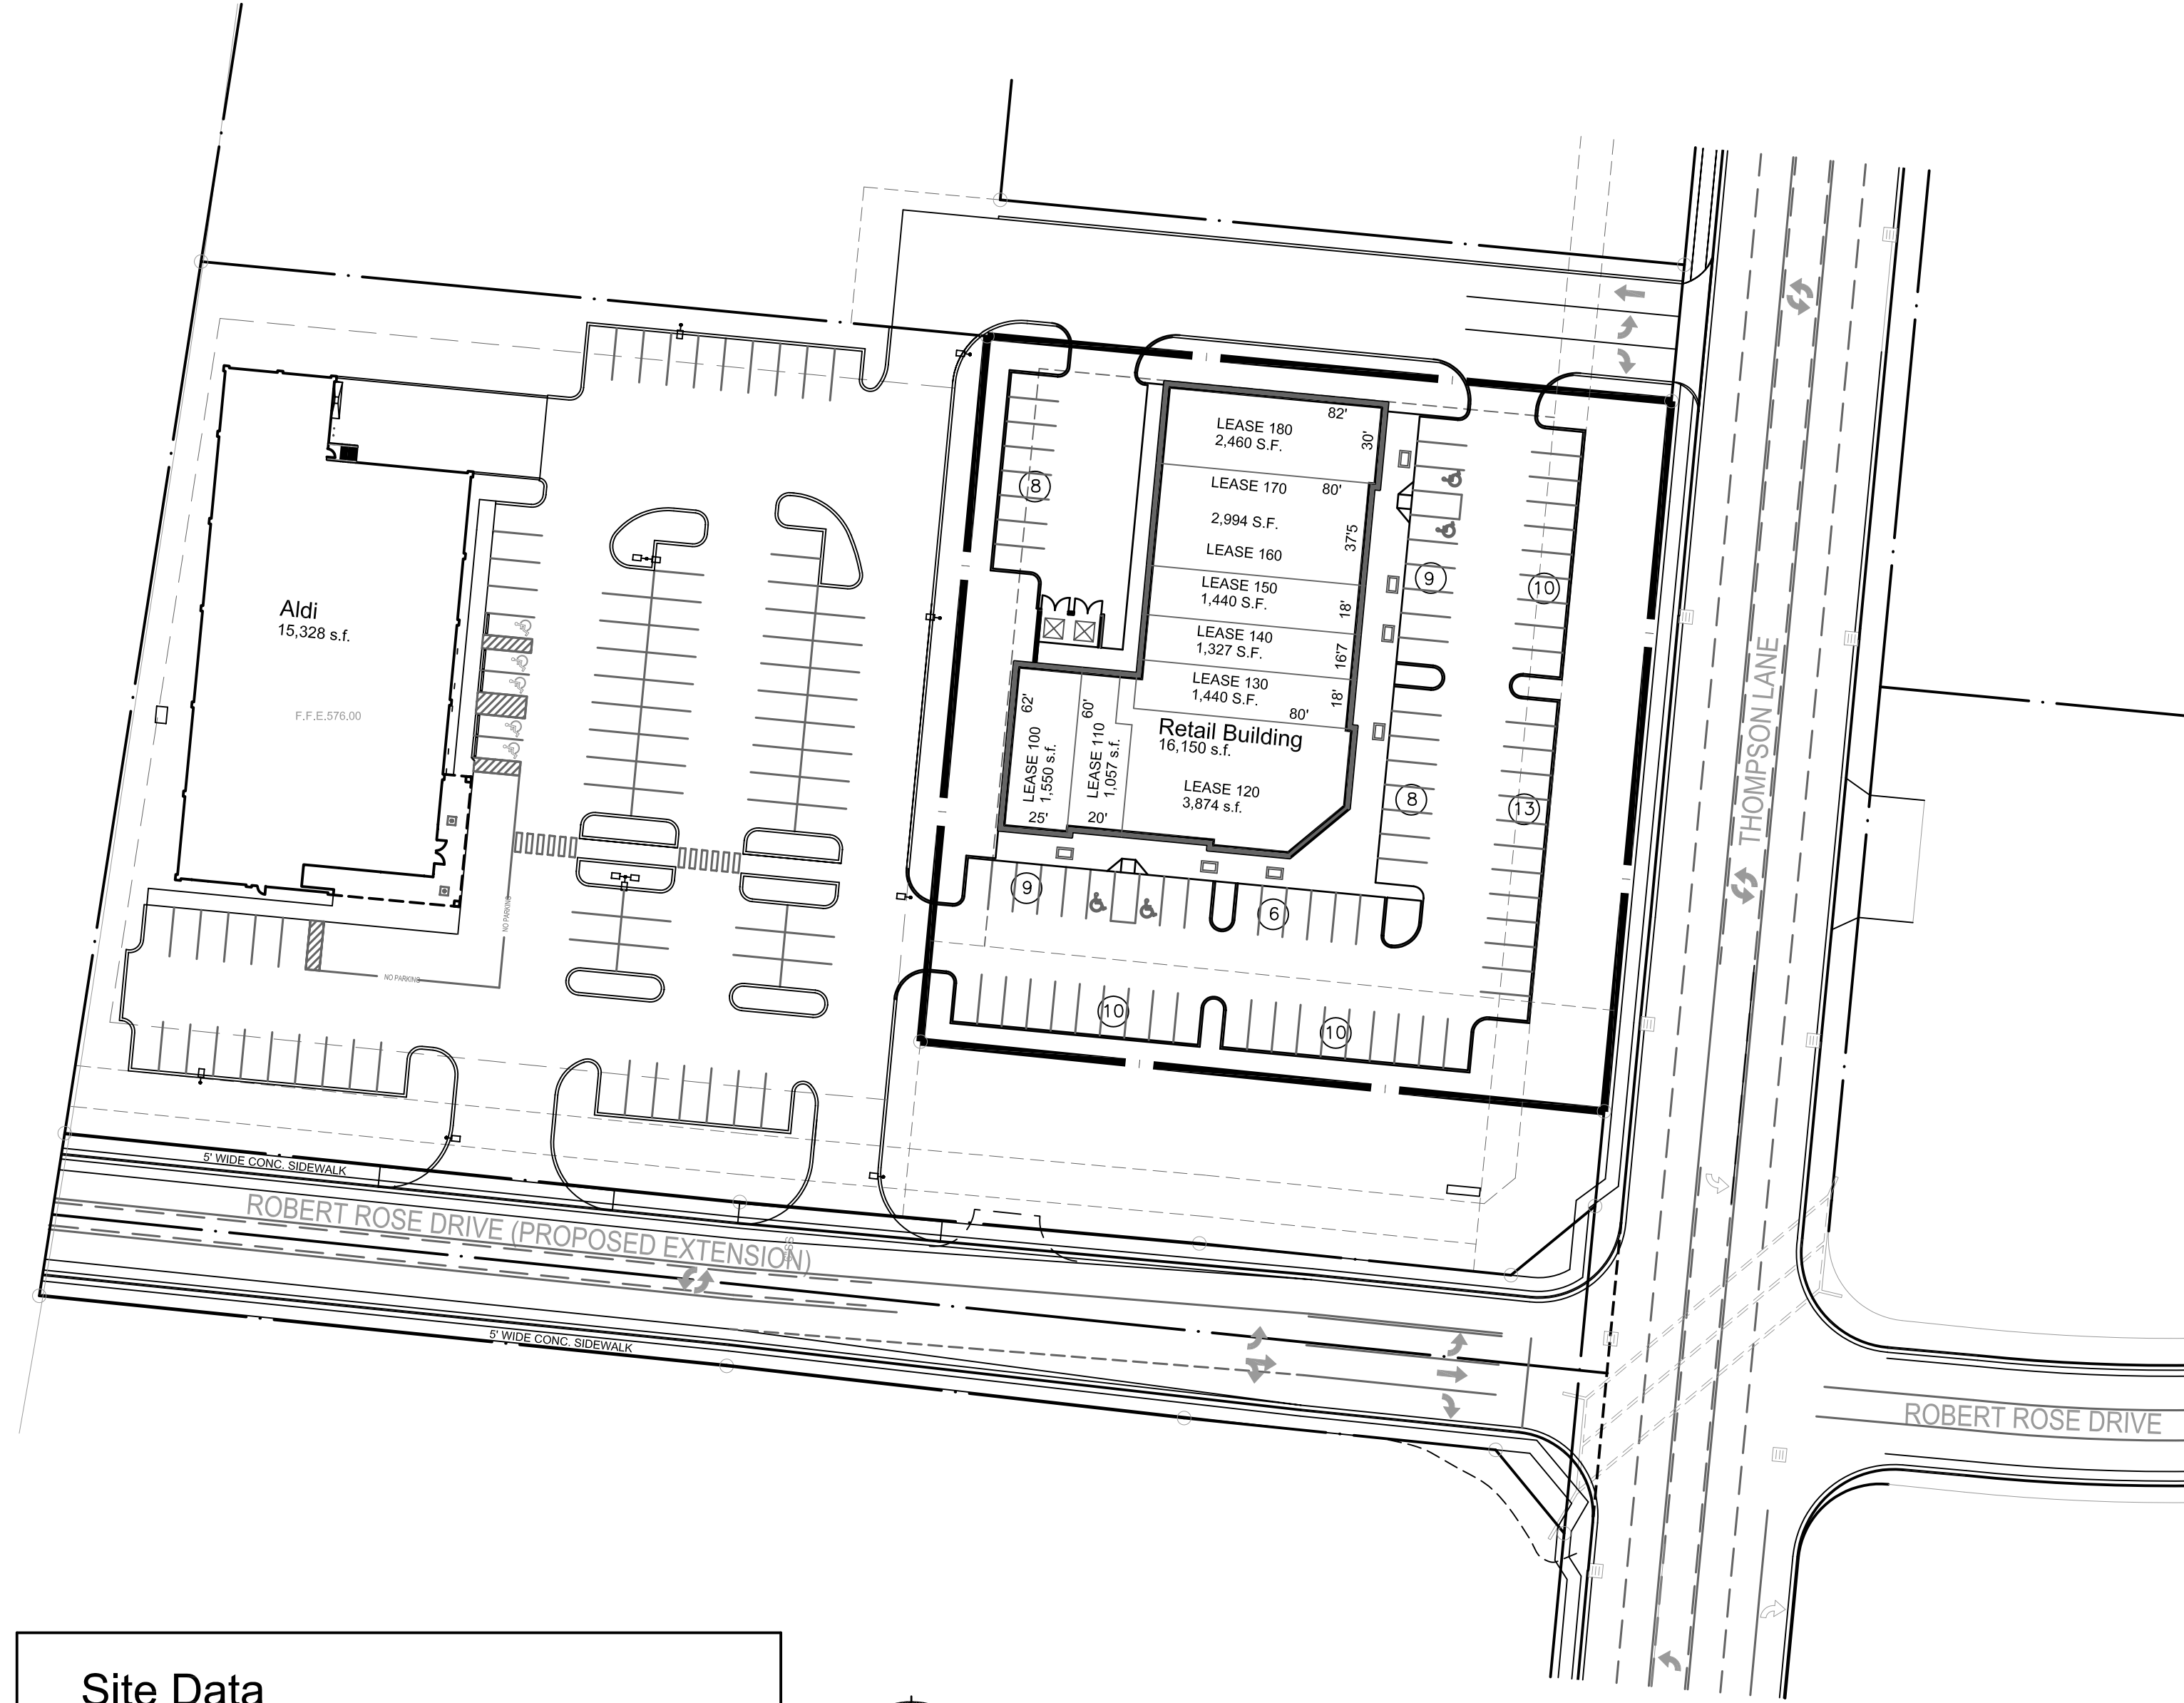 LEASE 180
2,460 S.F.
82'
30'
LEASE 170
80'
2,994 S.F.
37'5
LEASE 160
LEASE 150
1,440 S.F.
18'
LEASE 140
1,327 S.F.
16'7
LEASE 130
1,440 S.F.
18'
80'
Retail Building
16,150 s.f.
LEASE 120
3,874 s.f.
62'
LEASE 100
1,550 s.f.
25'
60'
LEASE 110
1,057 s.f.
20'
8
9
10
8
13
9
6
10
10
Aldi
15,328 s.f.
F.F.E.576.00
NO PARKING
NO PARKING
THOMPSON LANE
5' WIDE CONC. SIDEWALK
ROBERT ROSE DRIVE (PROPOSED EXTENSION)
5' WIDE CONC. SIDEWALK
ROBERT ROSE DRIVE
Site Data